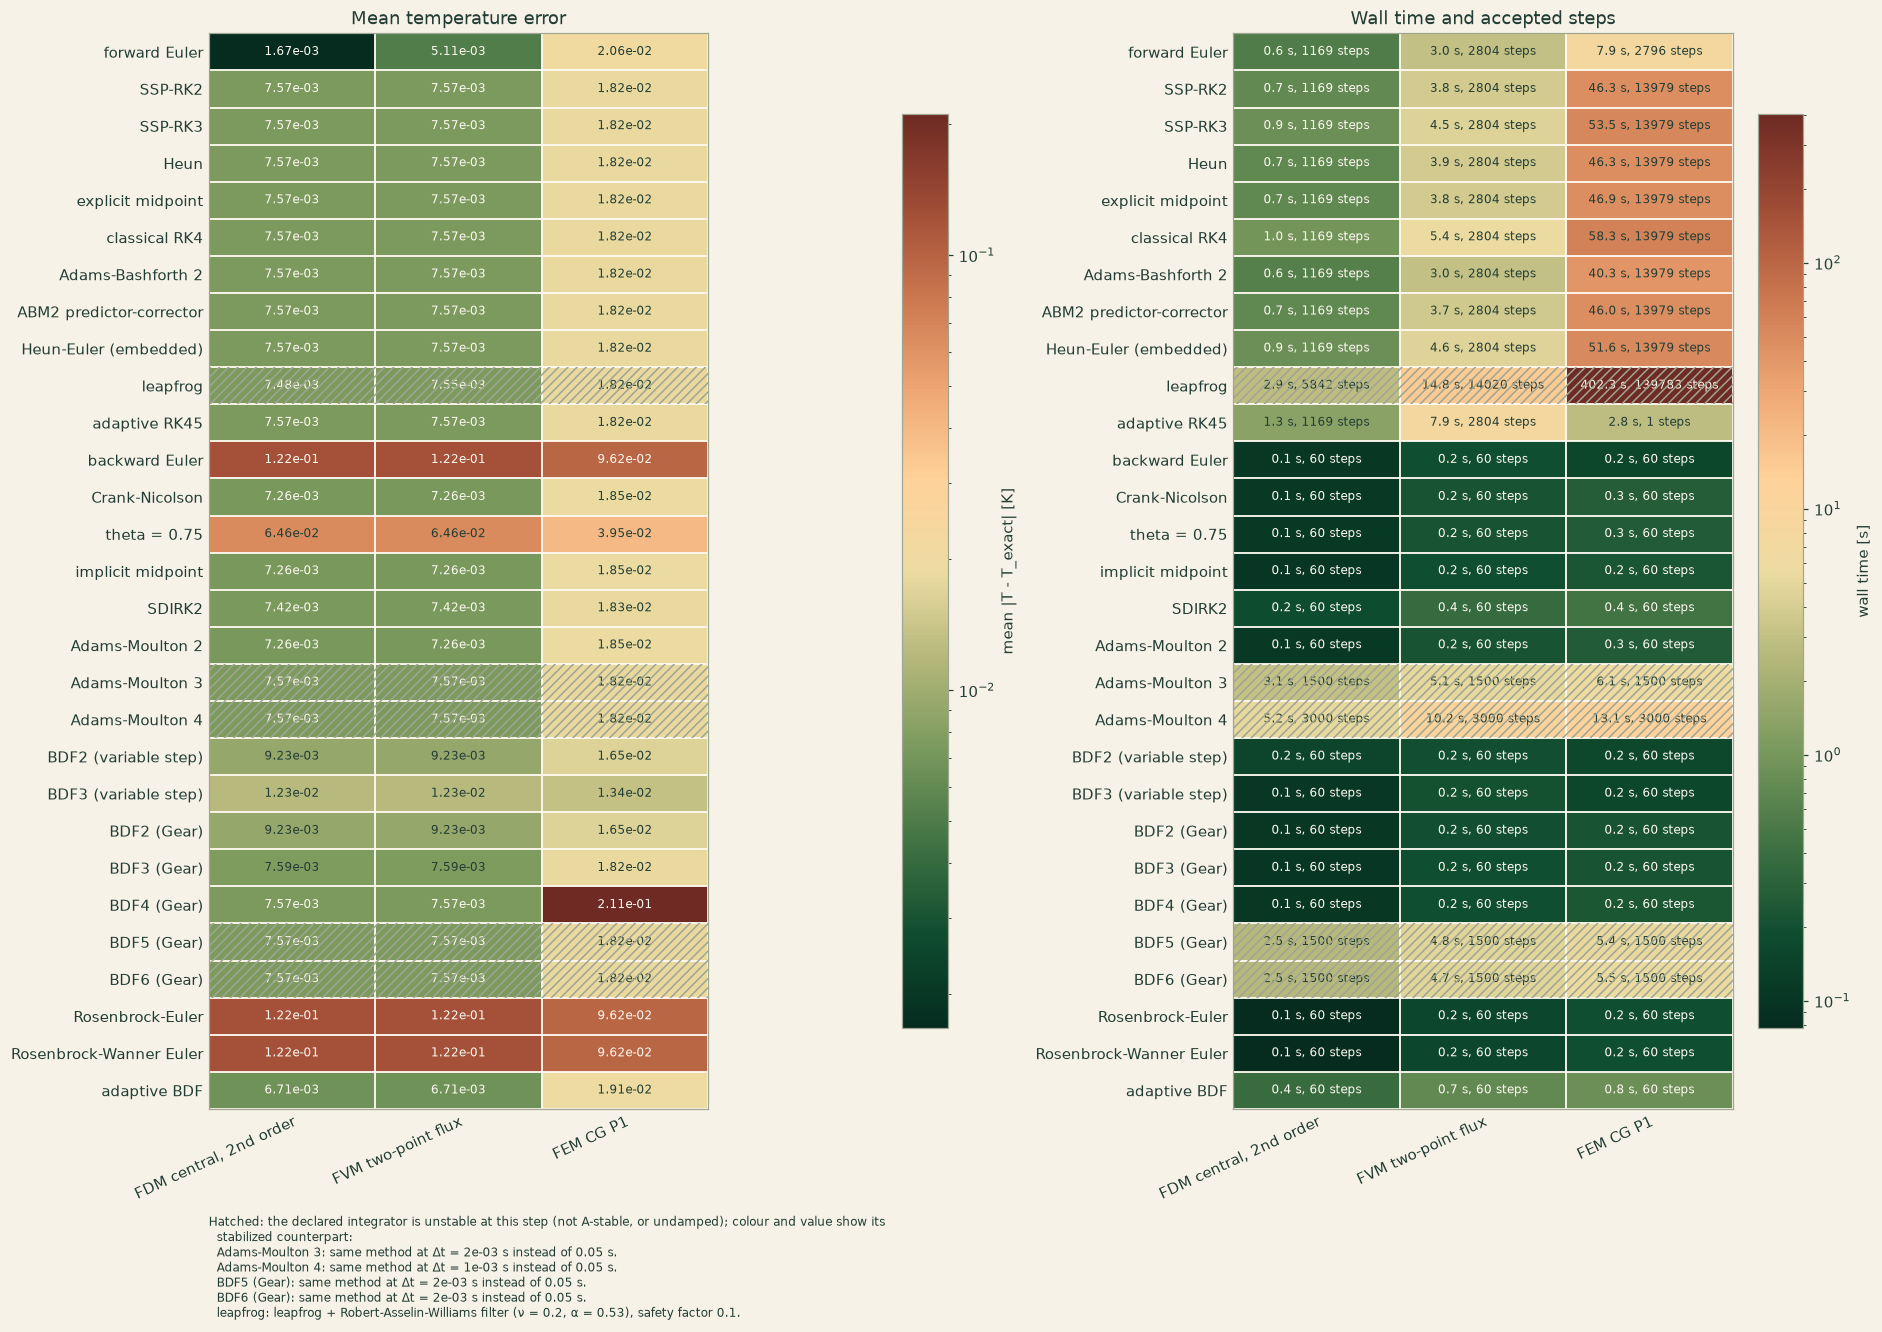 Mean temperature error
forward Euler 1.67e-03 5.11e-03 2.06e-02
SSP-RK2 7.57e-03 7.57e-03 1.82e-02
SSP-RK3 7.57e-03 7.57e-03 1.82e-02
Heun 7.57e-03 7.57e-03 1.82e-02
explicit midpoint 7.57e-03 7.57e-03 1.82e-02
classical RK4 7.57e-03 7.57e-03 1.82e-02
Adams-Bashforth 2 7.57e-03 7.57e-03 1.82e-02
ABM2 predictor-corrector 7.57e-03 7.57e-03 1.82e-02
Heun-Euler (embedded) 7.57e-03 7.57e-03 1.82e-02
leapfrog 7.48e-03 7.55e-03 1.82e-02
adaptive RK45 7.57e-03 7.57e-03 1.82e-02
backward Euler 1.22e-01 1.22e-01 9.62e-02
Crank-Nicolson 7.26e-03 7.26e-03 1.85e-02
theta = 0.75 6.46e-02 6.46e-02 3.95e-02
implicit midpoint 7.26e-03 7.26e-03 1.85e-02
SDIRK2 7.42e-03 7.42e-03 1.83e-02
Adams-Moulton 2 7.26e-03 7.26e-03 1.85e-02
Adams-Moulton 3 7.57e-03 7.57e-03 1.82e-02
Adams-Moulton 4 7.57e-03 7.57e-03 1.82e-02
BDF2 (variable step) 9.23e-03 9.23e-03 1.65e-02
BDF3 (variable step) 1.23e-02 1.23e-02 1.34e-02
BDF2 (Gear) 9.23e-03 9.23e-03 1.65e-02
BDF3 (Gear) 7.59e-03 7.59e-03 1.82e-02
BDF4 (Gear) 7.57e-03 7.57e-03 2.11e-01
BDF5 (Gear) 7.57e-03 7.57e-03 1.82e-02
BDF6 (Gear) 7.57e-03 7.57e-03 1.82e-02
Rosenbrock-Euler 1.22e-01 1.22e-01 9.62e-02
Rosenbrock-Wanner Euler 1.22e-01 1.22e-01 9.62e-02
adaptive BDF 6.71e-03 6.71e-03 1.91e-02
FDM central, 2nd order
FVM two-point flux
FEM CG P1
10⁻¹
10⁻²
mean |T - T_exact| [K]
Wall time and accepted steps
forward Euler 0.6 s, 1169 steps 3.0 s, 2804 steps 7.9 s, 2796 steps
SSP-RK2 0.7 s, 1169 steps 3.8 s, 2804 steps 46.3 s, 13979 steps
SSP-RK3 0.9 s, 1169 steps 4.5 s, 2804 steps 53.5 s, 13979 steps
Heun 0.7 s, 1169 steps 3.9 s, 2804 steps 46.3 s, 13979 steps
explicit midpoint 0.7 s, 1169 steps 3.8 s, 2804 steps 46.9 s, 13979 steps
classical RK4 1.0 s, 1169 steps 5.4 s, 2804 steps 58.3 s, 13979 steps
Adams-Bashforth 2 0.6 s, 1169 steps 3.0 s, 2804 steps 40.3 s, 13979 steps
ABM2 predictor-corrector 0.7 s, 1169 steps 3.7 s, 2804 steps 46.0 s, 13979 steps
Heun-Euler (embedded) 0.9 s, 1169 steps 4.6 s, 2804 steps 51.6 s, 13979 steps
leapfrog 2.9 s, 5842 steps 14.8 s, 14020 steps 402.3 s, 139783 steps
adaptive RK45 1.3 s, 1169 steps 7.9 s, 2804 steps 2.8 s, 1 steps
backward Euler 0.1 s, 60 steps 0.2 s, 60 steps 0.2 s, 60 steps
Crank-Nicolson 0.1 s, 60 steps 0.2 s, 60 steps 0.3 s, 60 steps
theta = 0.75 0.1 s, 60 steps 0.2 s, 60 steps 0.3 s, 60 steps
implicit midpoint 0.1 s, 60 steps 0.2 s, 60 steps 0.2 s, 60 steps
SDIRK2 0.2 s, 60 steps 0.4 s, 60 steps 0.4 s, 60 steps
Adams-Moulton 2 0.1 s, 60 steps 0.2 s, 60 steps 0.3 s, 60 steps
Adams-Moulton 3 3.1 s, 1500 steps 5.1 s, 1500 steps 6.1 s, 1500 steps
Adams-Moulton 4 5.2 s, 3000 steps 10.2 s, 3000 steps 13.1 s, 3000 steps
BDF2 (variable step) 0.2 s, 60 steps 0.2 s, 60 steps 0.2 s, 60 steps
BDF3 (variable step) 0.1 s, 60 steps 0.2 s, 60 steps 0.2 s, 60 steps
BDF2 (Gear) 0.1 s, 60 steps 0.2 s, 60 steps 0.2 s, 60 steps
BDF3 (Gear) 0.1 s, 60 steps 0.2 s, 60 steps 0.2 s, 60 steps
BDF4 (Gear) 0.1 s, 60 steps 0.2 s, 60 steps 0.2 s, 60 steps
BDF5 (Gear) 2.5 s, 1500 steps 4.8 s, 1500 steps 5.4 s, 1500 steps
BDF6 (Gear) 2.5 s, 1500 steps 4.7 s, 1500 steps 5.5 s, 1500 steps
Rosenbrock-Euler 0.1 s, 60 steps 0.2 s, 60 steps 0.2 s, 60 steps
Rosenbrock-Wanner Euler 0.1 s, 60 steps 0.2 s, 60 steps 0.2 s, 60 steps
adaptive BDF 0.4 s, 60 steps 0.7 s, 60 steps 0.8 s, 60 steps
FDM central, 2nd order
FVM two-point flux
FEM CG P1
10²
10¹
10⁰
10⁻¹
wall time [s]
Hatched: the declared integrator is unstable at this step (not A-stable, or undamped); colour and value show its
stabilized counterpart:
Adams-Moulton 3: same method at Δt = 2e-03 s instead of 0.05 s.
Adams-Moulton 4: same method at Δt = 1e-03 s instead of 0.05 s.
BDF5 (Gear): same method at Δt = 2e-03 s instead of 0.05 s.
BDF6 (Gear): same method at Δt = 2e-03 s instead of 0.05 s.
leapfrog: leapfrog + Robert-Asselin-Williams filter (ν = 0.2, α = 0.53), safety factor 0.1.